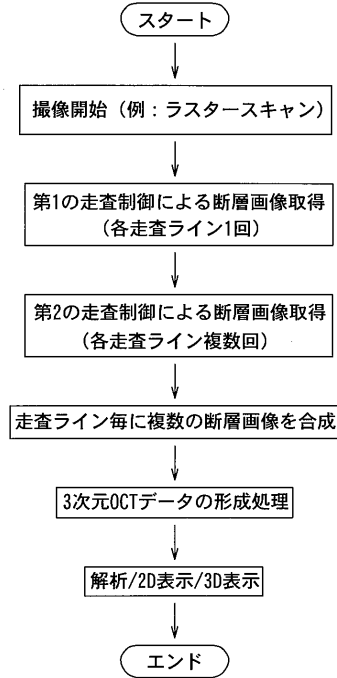 スタート
撮像開始（例：ラスタースキャン）
第1の走査制御による断層画像取得
（各走査ライン1回）
第2の走査制御による断層画像取得
（各走査ライン複数回）
走査ライン毎に複数の断層画像を合成
3次元OCTデータの形成処理
解析/2D表示/3D表示
エンド